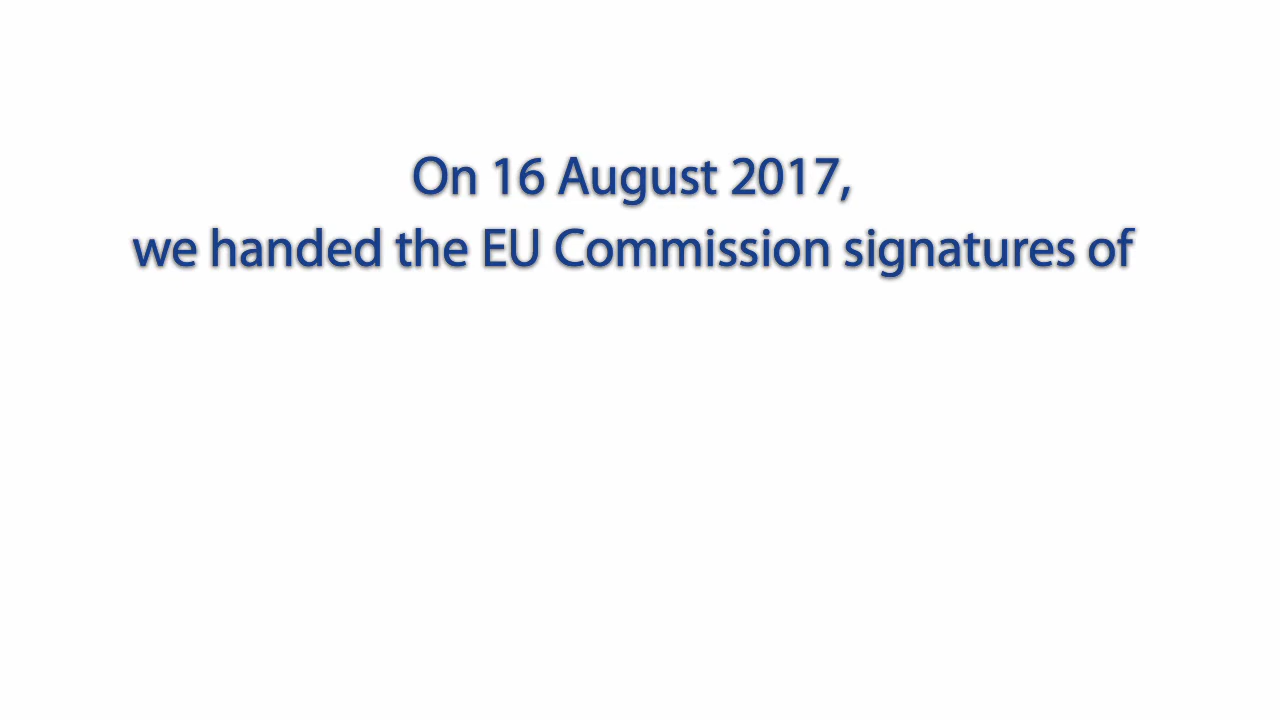 On 16 August 2017,
we handed the EU Commission signatures of